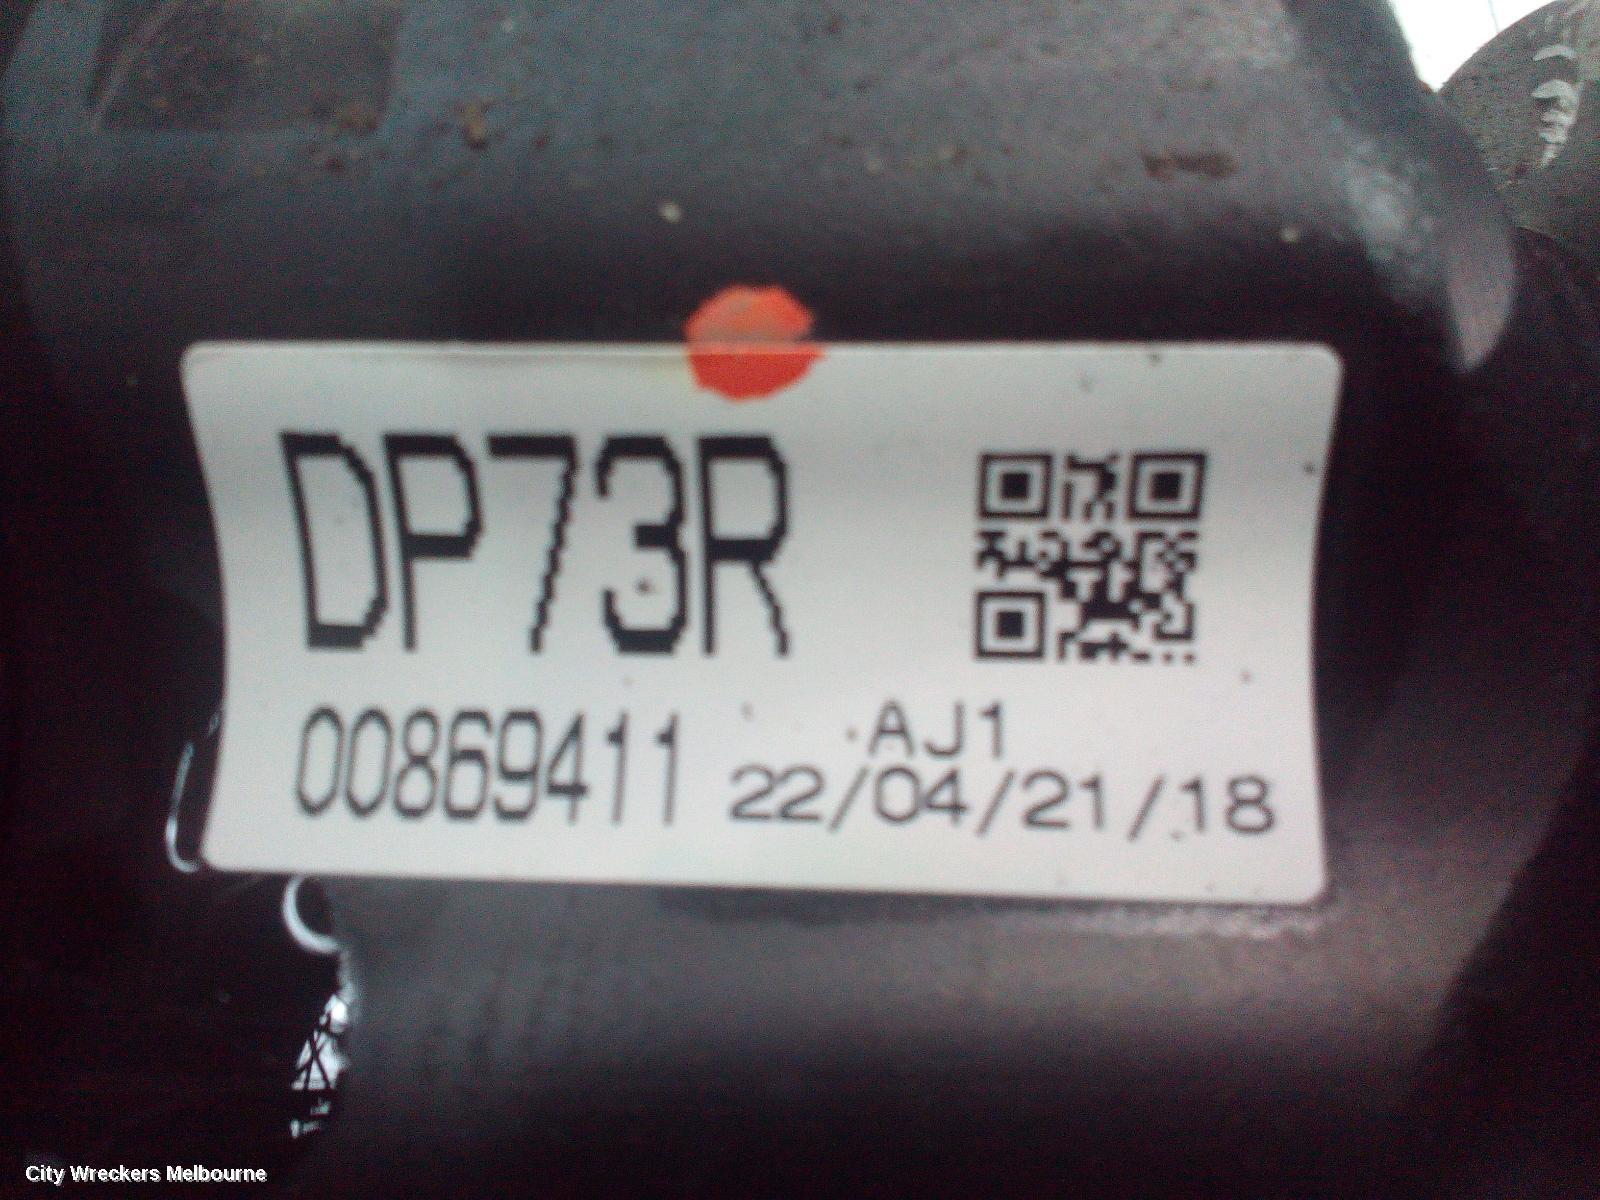 DP73R
00869411
AJ1
22/04/21/18
City Wreckers Melbourne